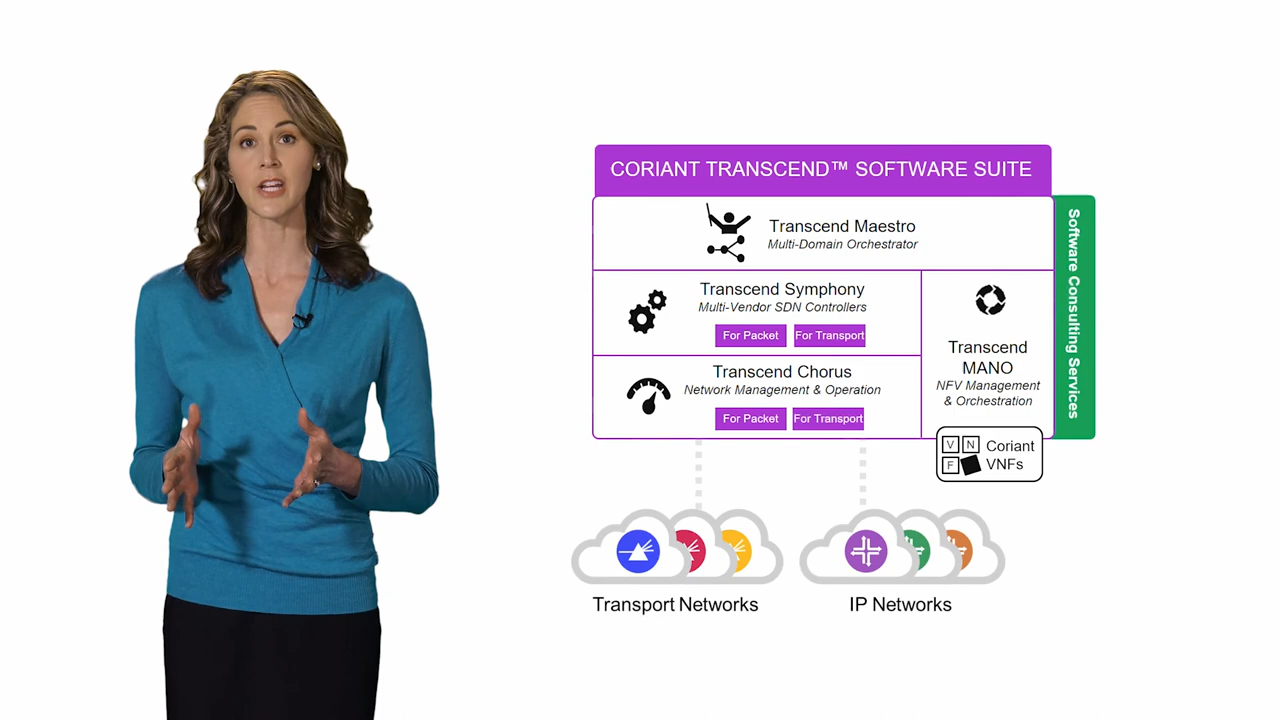 CORIANT TRANSCEND™ SOFTWARE SUITE
Transcend Maestro
Multi-Domain Orchestrator
Transcend Symphony
Multi-Vendor SDN Controllers
For Packet
For Transport
Transcend Chorus
Network Management & Operation
For Packet
For Transport
Transcend
MANO
NFV Management
& Orchestration
V N
F
Coriant
VNFs
Software Consulting Services
Transport Networks
IP Networks